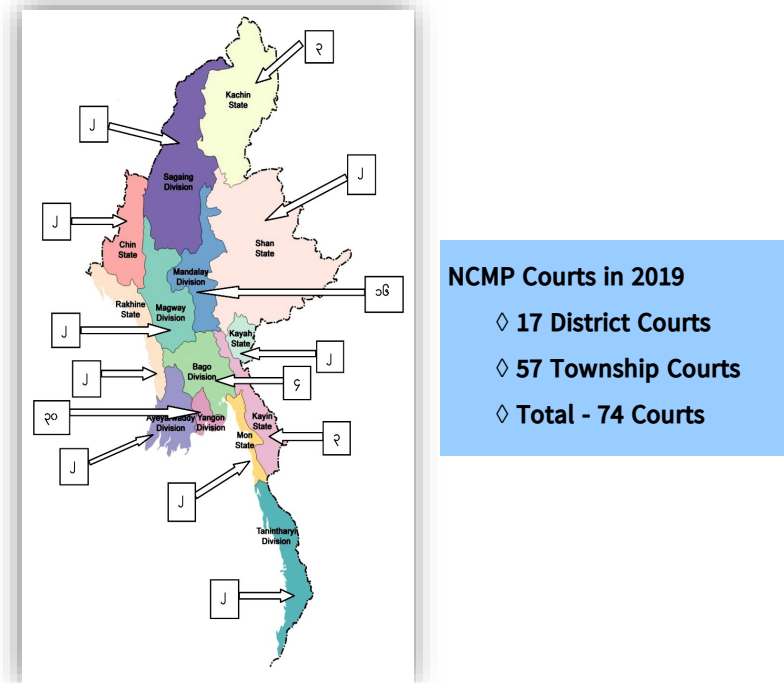 ၃
Kachin
State
၂
Sagaing
Division
၂
၂
Chin
State
Shan
State
Mandalay
Division
၁၆
Rakhine
State
Magway
Division
၂
Kayah
State
၂
Bago
Division
၂
၄
၃၀
Ayeyarwaddy
Division
Yangon
Division
Kayin
State
Mon
State
၃
၂
၂
Tanintharyi
Division
၂
NCMP Courts in 2019
◊ 17 District Courts
◊ 57 Township Courts
◊ Total - 74 Courts